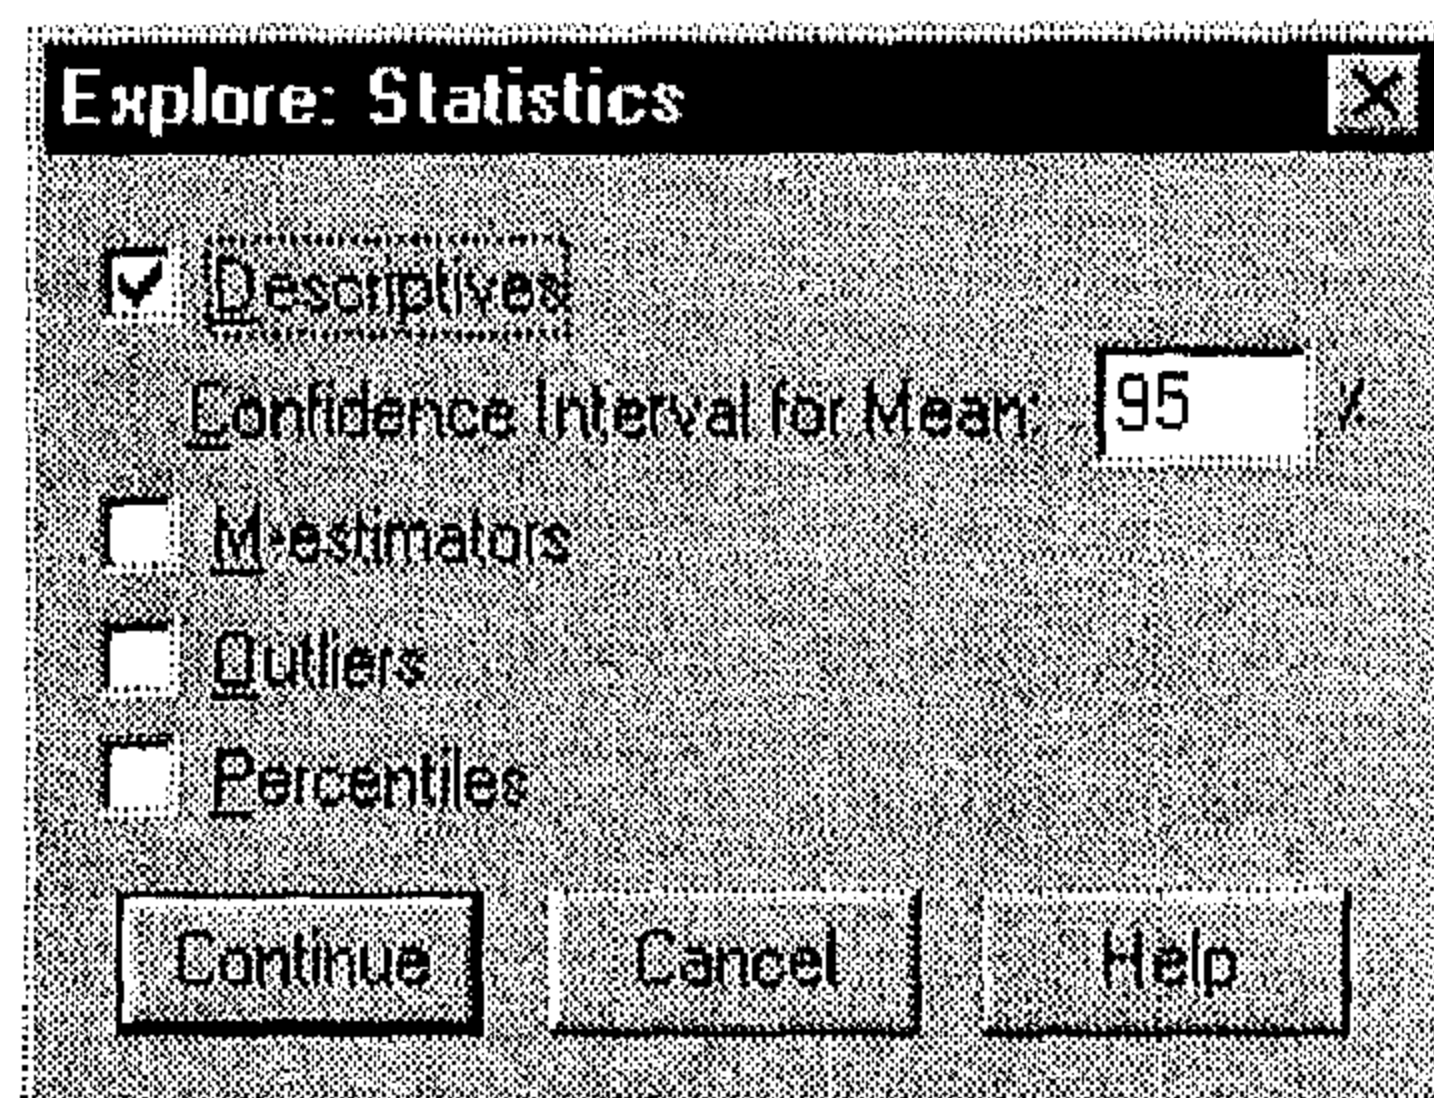 Explore: Statistics
Descriptives
Confidence Interval for Mean: 95 %
M-estimators
Outliers
Percentiles
Continue Cancel Help